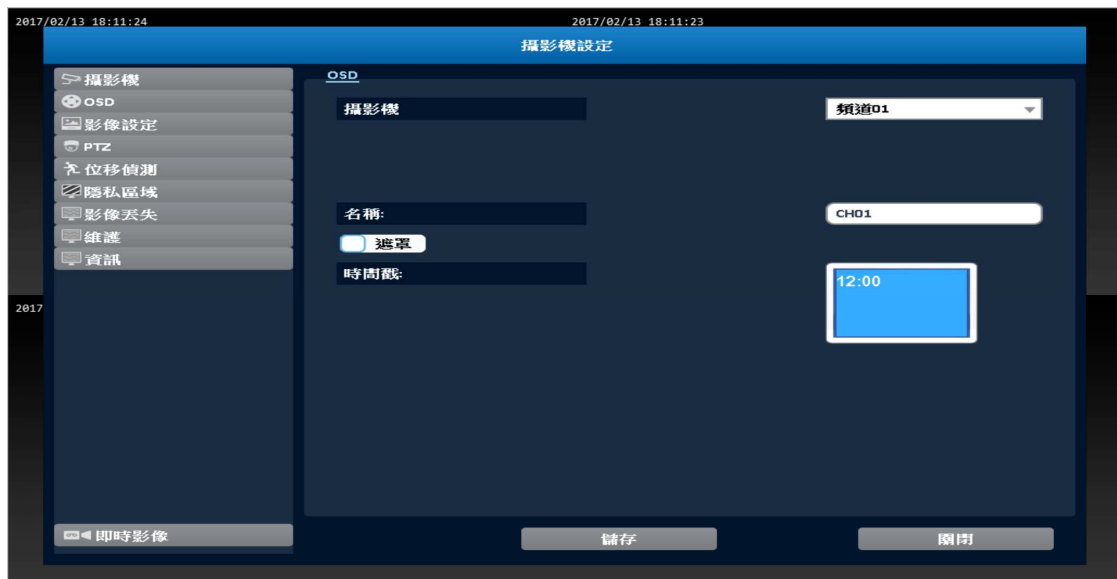 2017/02/13 18:11:24
2017/02/13 18:11:23
攝影機設定
攝影機
OSD
影像設定
PTZ
位移偵測
隱私區域
影像丟失
維護
資訊
即時影像
OSD
攝影機
頻道01
名稱:
CH01
遮罩
時間戳:
12:00
2017
儲存
關閉